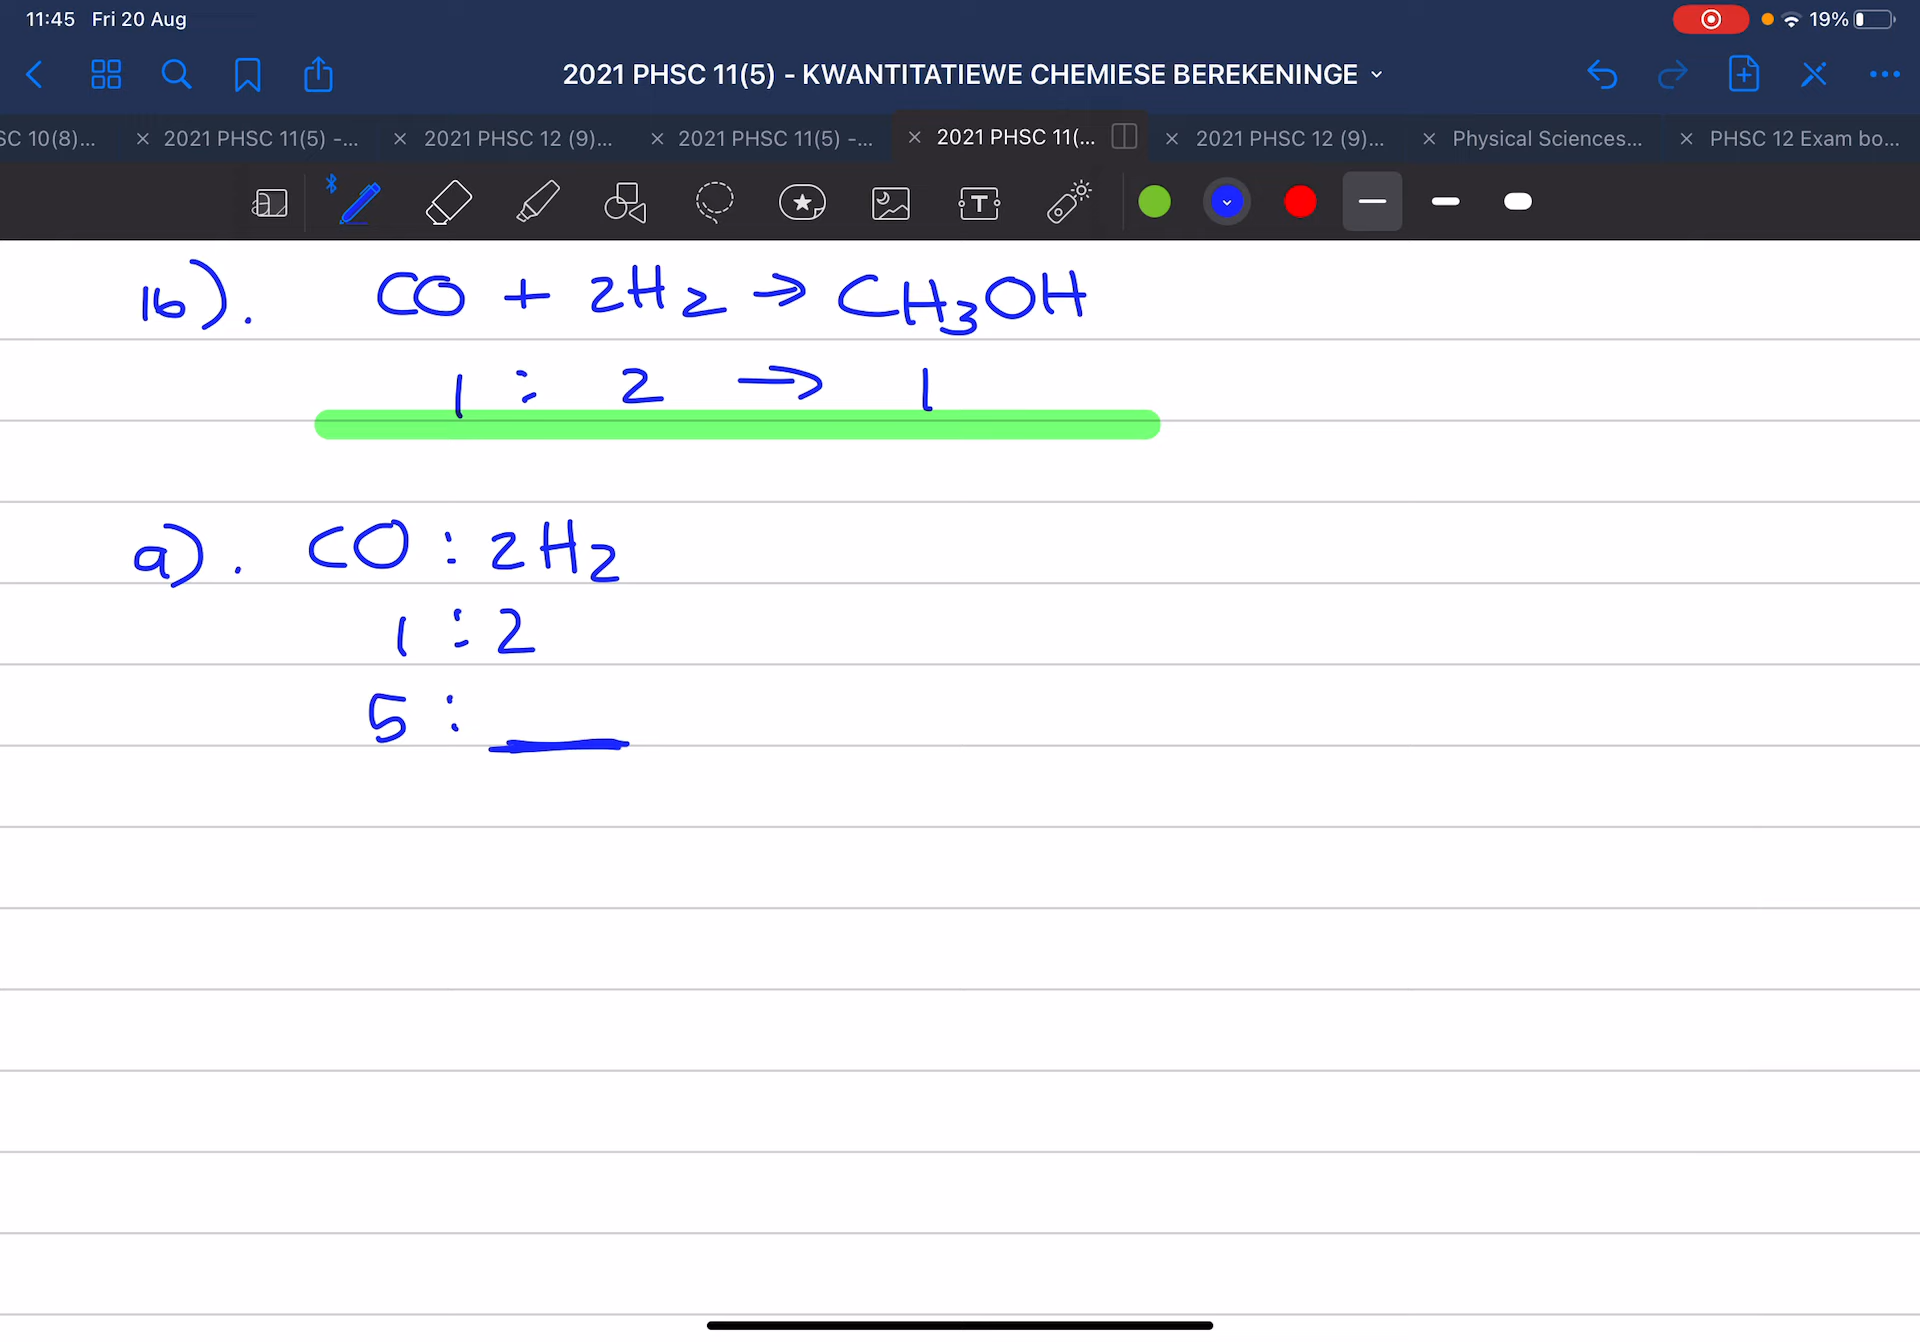 11:45 Fri 20 Aug 19%
2021 PHSC 11(5) - KWANTITATIEWE CHEMIESE BEREKENINGE
SC 10(8)... 2021 PHSC 11(5) -... 2021 PHSC 12 (9)... 2021 PHSC 11(5) -... 2021 PHSC 11(... 2021 PHSC 12 (9)... Physical Sciences... PHSC 12 Exam bo...
16). CO + 2H2 → CH3OH
1 : 2 → 1
a). CO : 2H2
1 : 2
5 : __